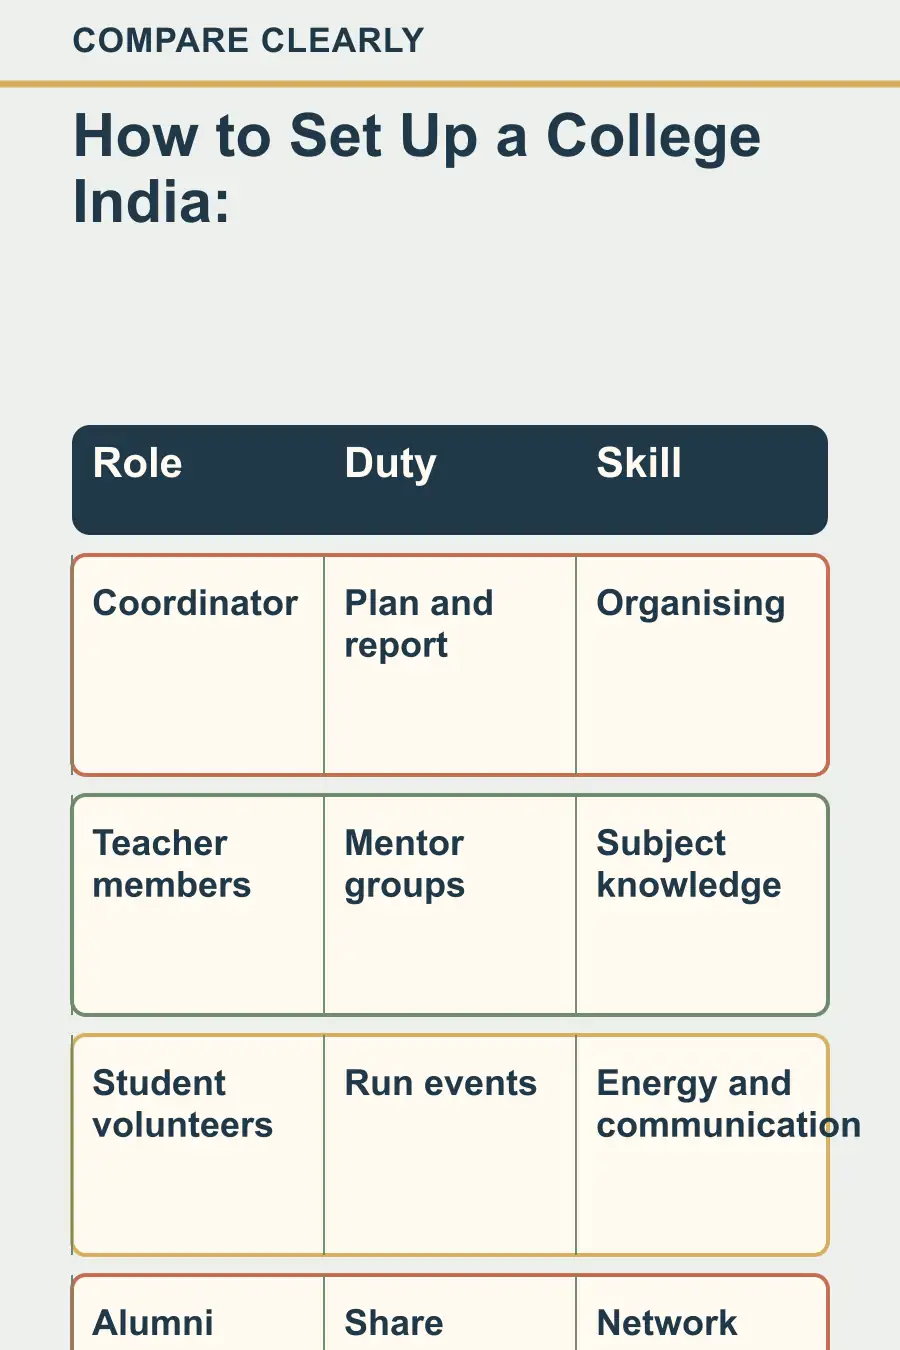 COMPARE CLEARLY
How to Set Up a College
India:
Role Duty Skill
Coordinator Plan and Organising
report
Teacher Mentor Subject
members groups knowledge
Student Run events Energy and
volunteers communication
Alumni Share Network